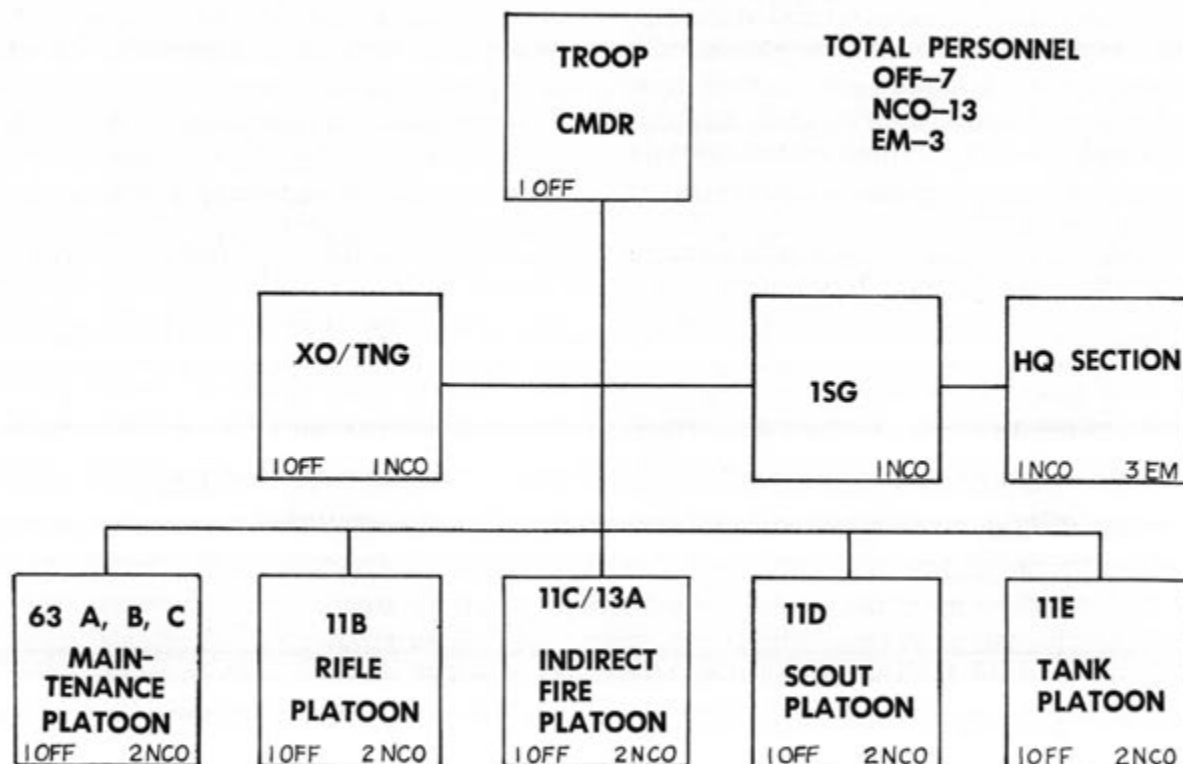 TROOP
CMDR
1 OFF
TOTAL PERSONNEL
OFF—7
NCO—13
EM—3
XO/TNG
1 OFF 1 NCO
1SG
1 NCO
HQ SECTION
1 NCO 3 EM
63 A, B, C
MAIN-
TENANCE
PLATOON
1 OFF 2 NCO
11B
RIFLE
PLATOON
1 OFF 2 NCO
11C/13A
INDIRECT
FIRE
PLATOON
1 OFF 2 NCO
11D
SCOUT
PLATOON
1 OFF 2 NCO
11E
TANK
PLATOON
1 OFF 2 NCO